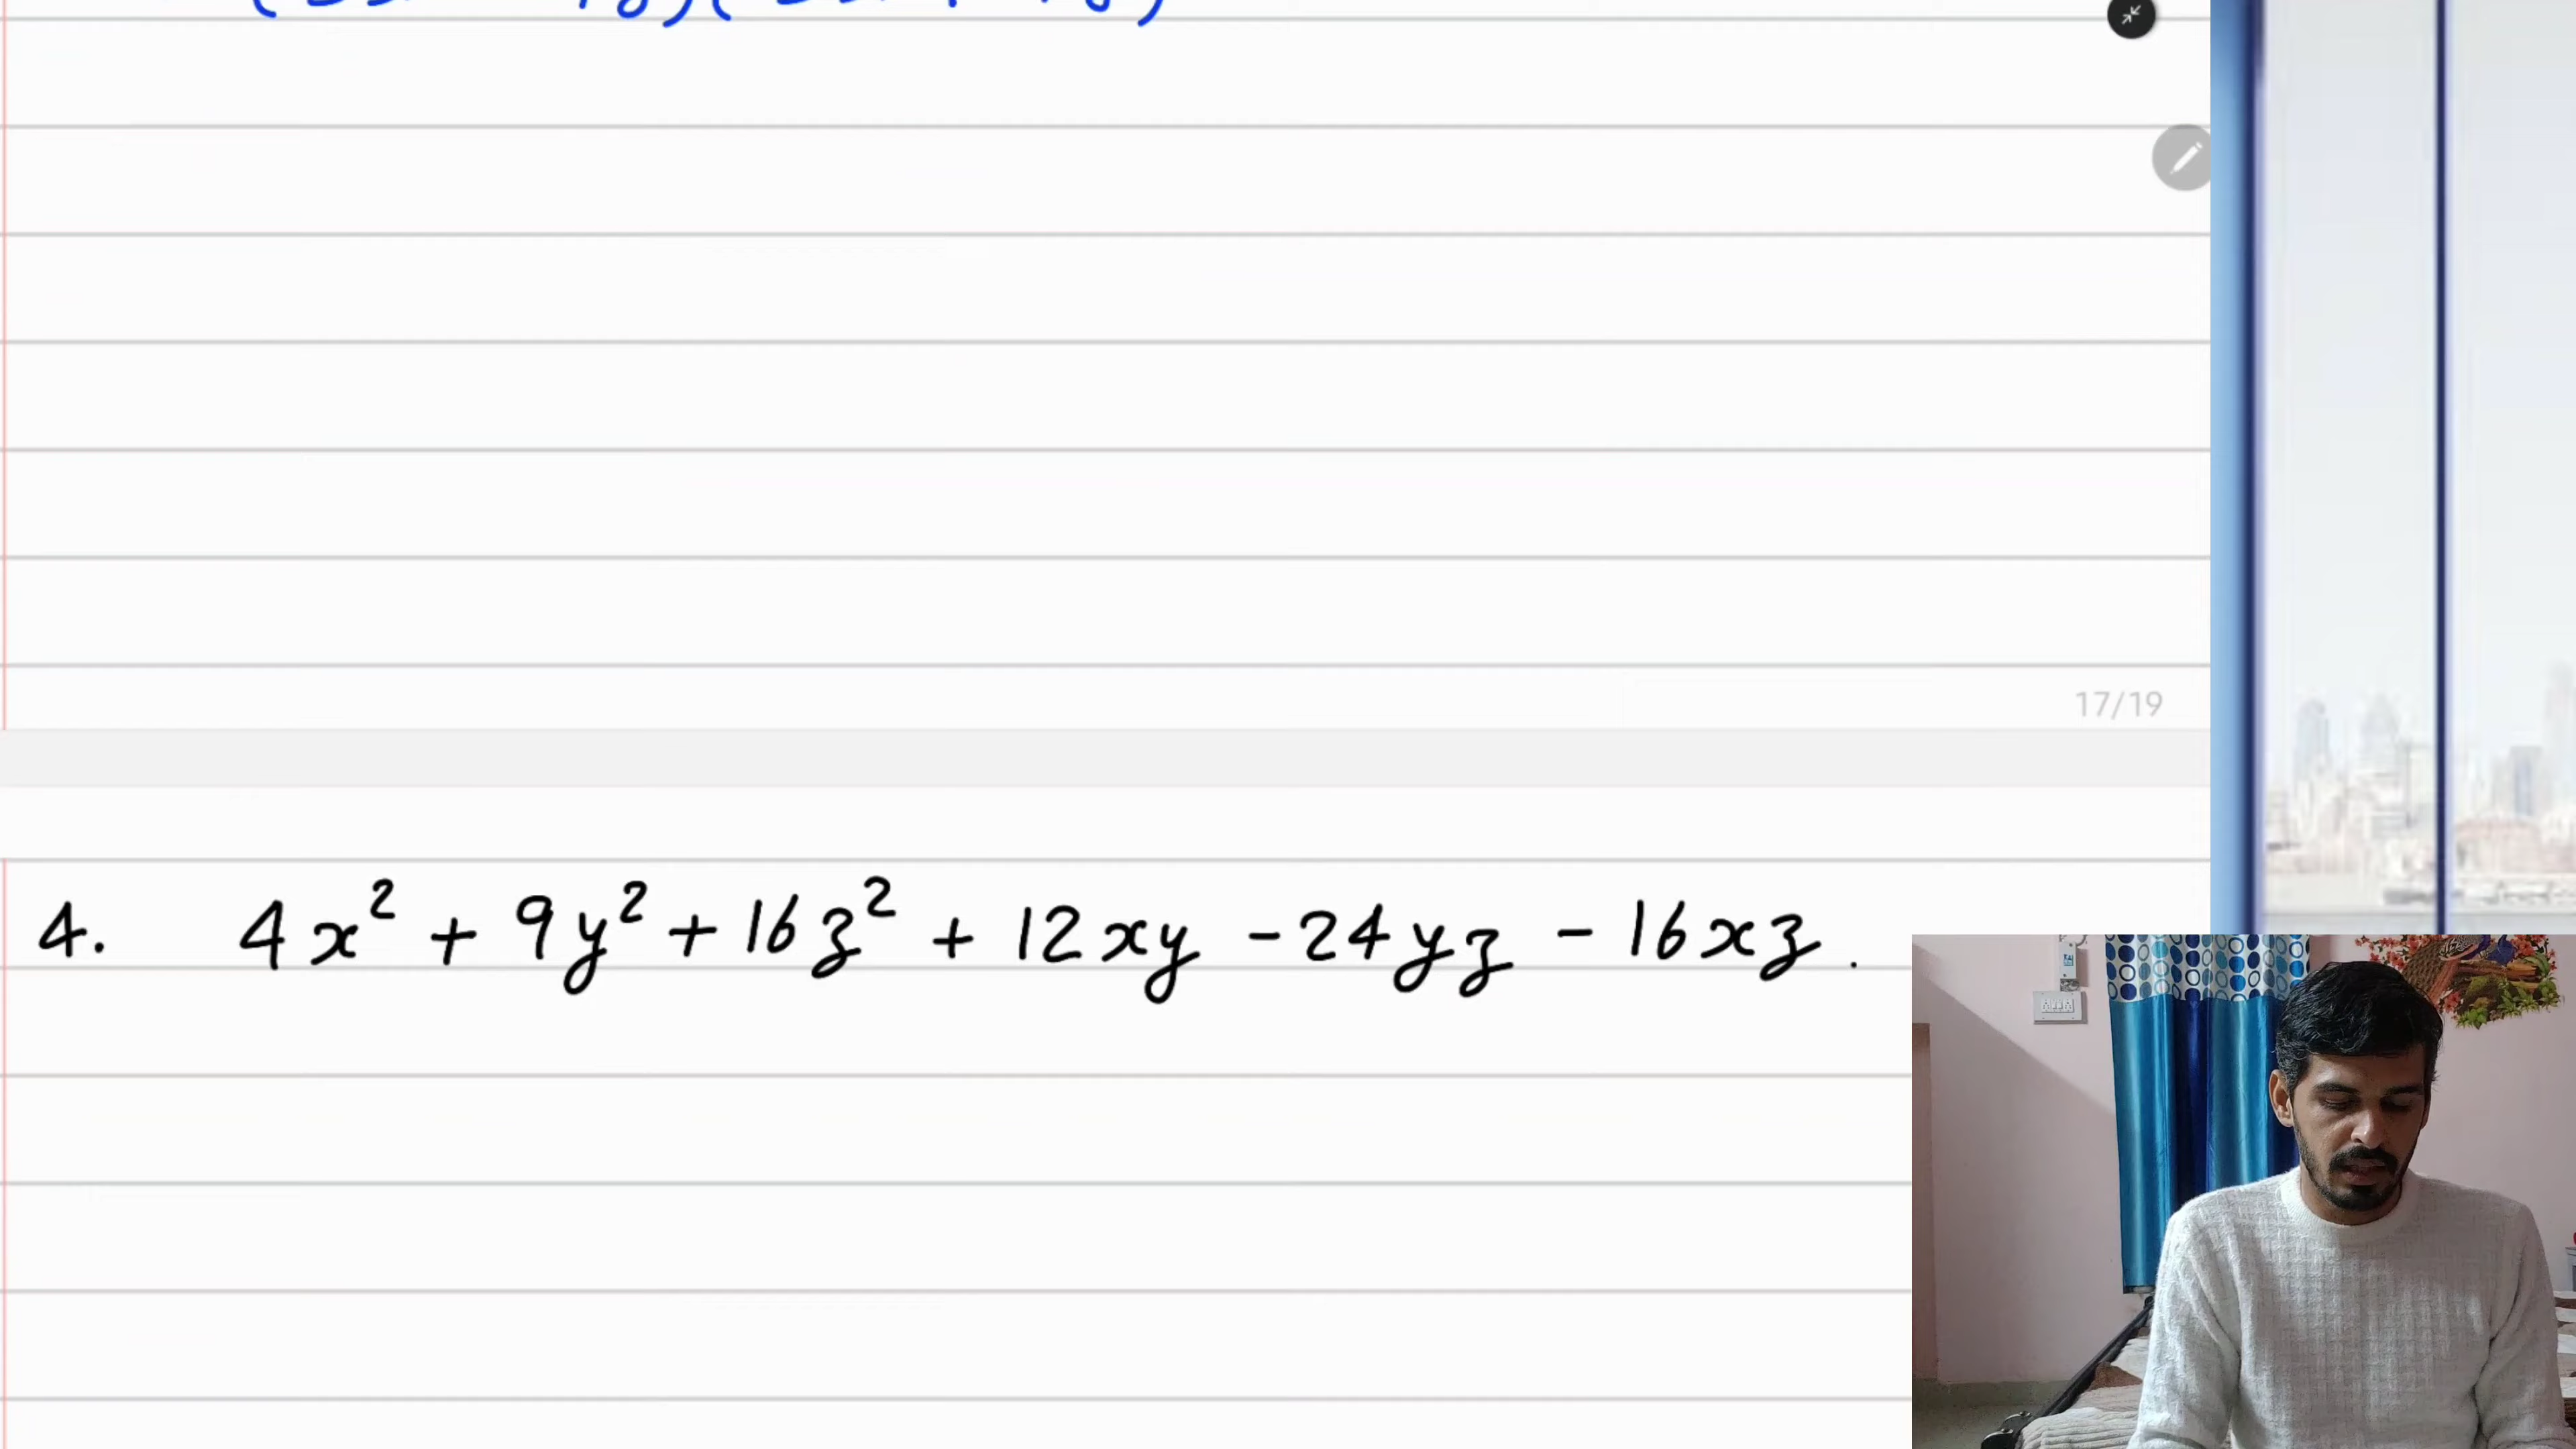 17/19
4. 4x² + 9y² + 16z² + 12xy - 24yz - 16xz.